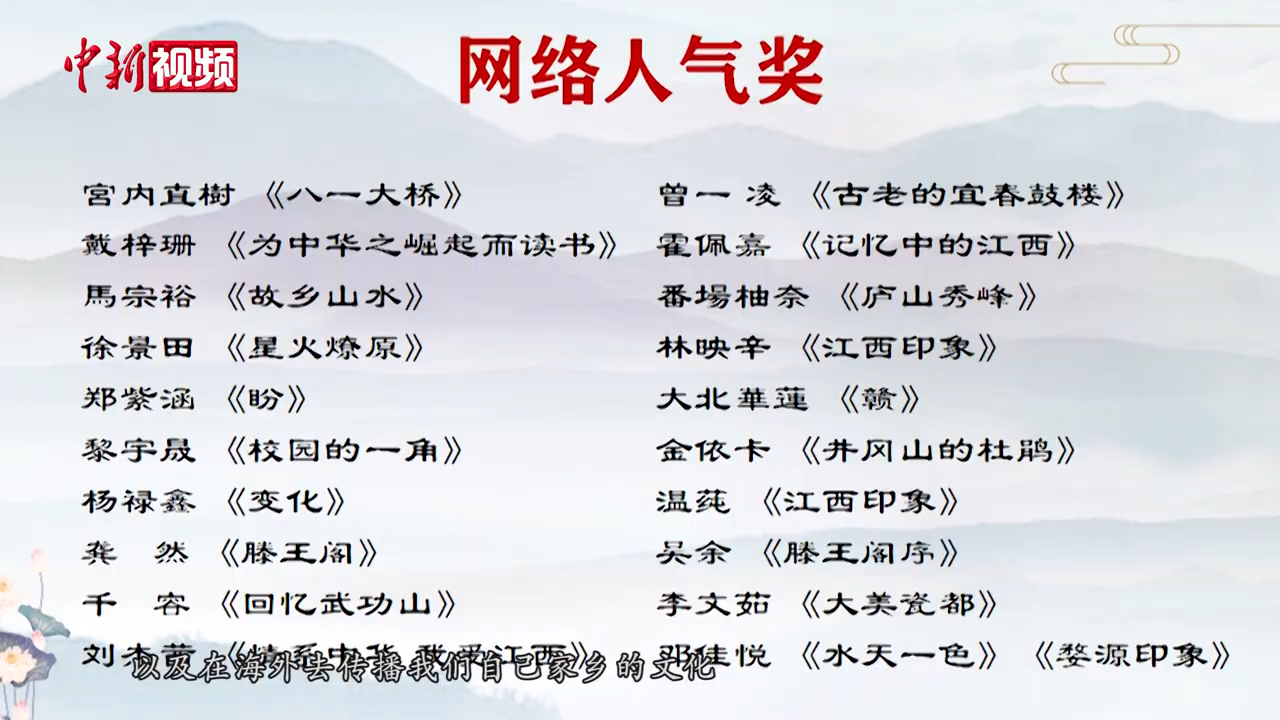 中新视频
网络人气奖
宮内直樹 《八一大桥》
曾一 凌 《古老的宜春鼓楼》
戴梓珊 《为中华之崛起而读书》
霍佩嘉 《记忆中的江西》
馬宗裕 《故乡山水》
番場柚奈 《庐山秀峰》
徐景田 《星火燎原》
林映辛 《江西印象》
郑紫涵 《盼》
大北華蓮 《赣》
黎宇晟 《校园的一角》
金依卡 《井冈山的杜鹃》
杨禄鑫 《变化》
温莼 《江西印象》
龚 然 《滕王阁》
吴余 《滕王阁序》
千 容 《回忆武功山》
李文茹 《大美瓷都》
刘 《情系中华 我爱江西》
邓佳悦 《水天一色》 《婺源印象》
以及在海外去传播我们自己家乡的文化